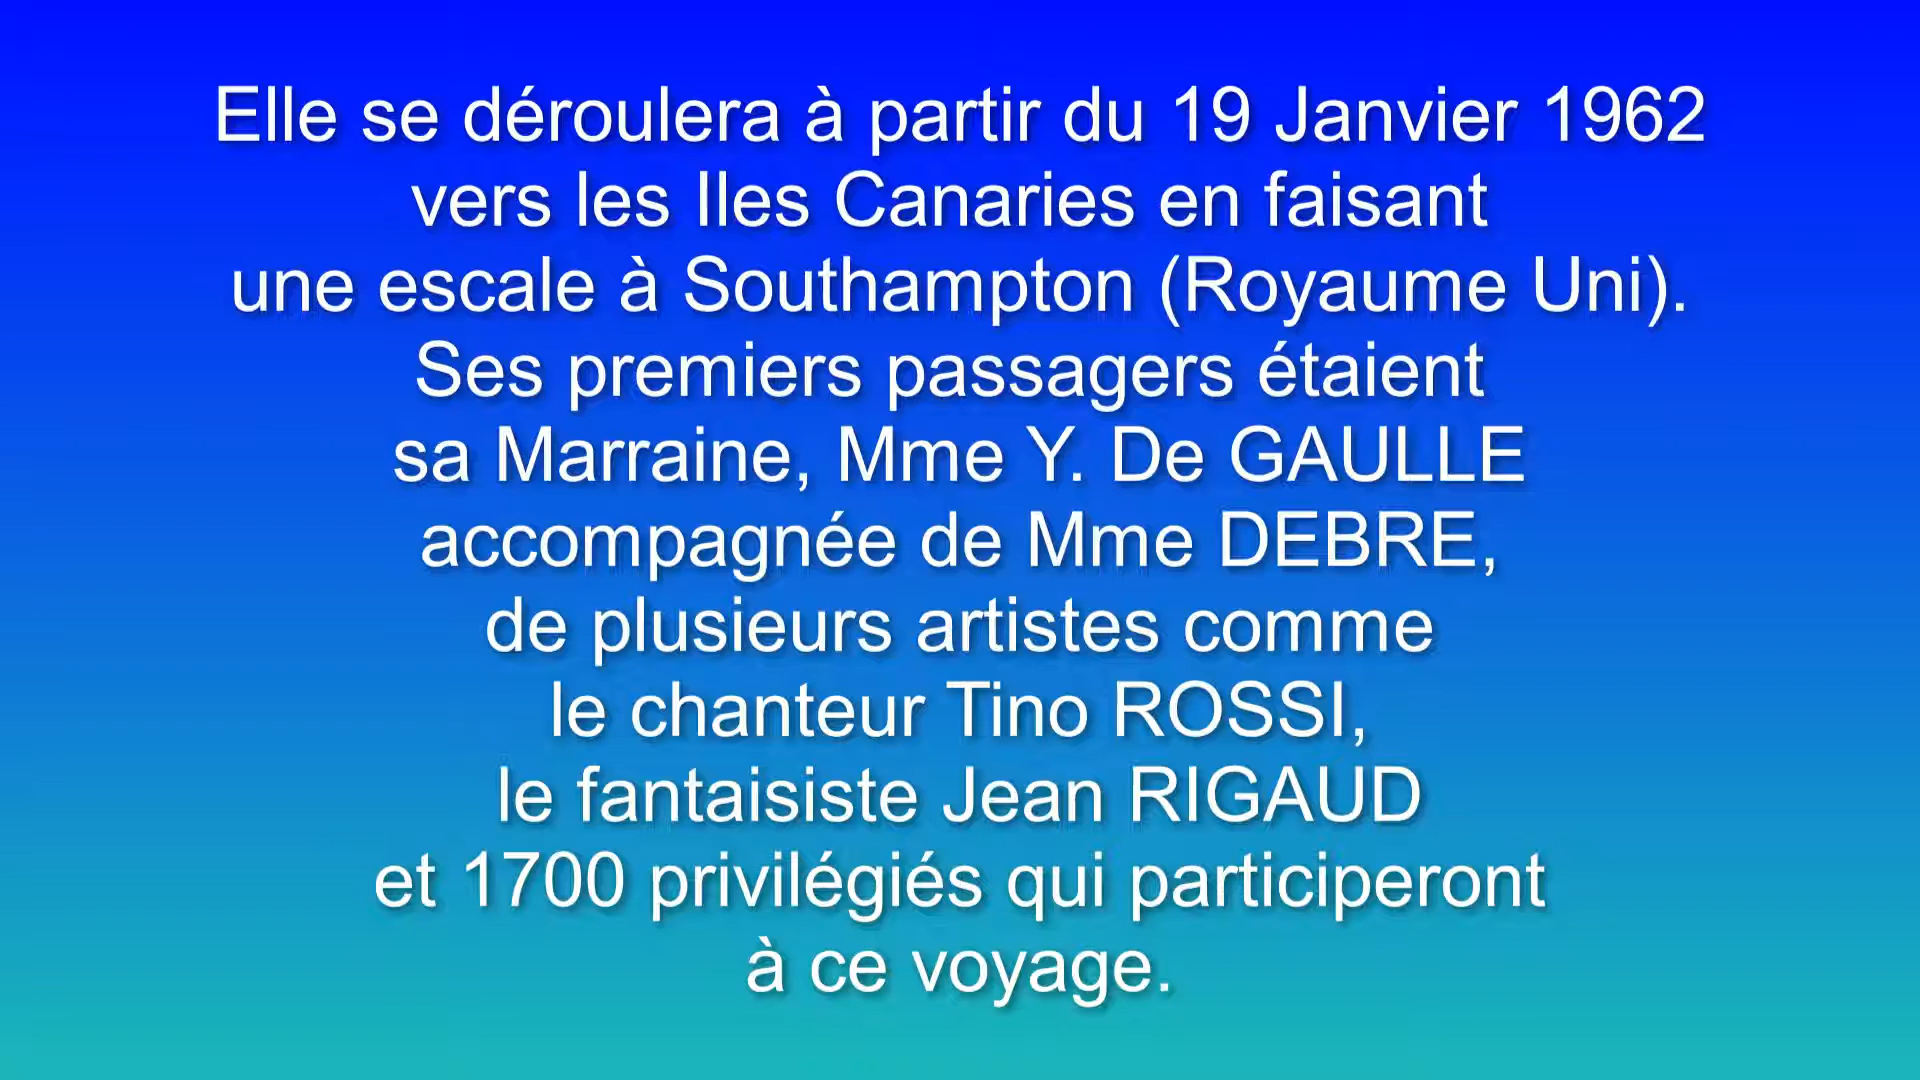 Elle se déroulera à partir du 19 Janvier 1962
vers les Iles Canaries en faisant
une escale à Southampton (Royaume Uni).
Ses premiers passagers étaient
sa Marraine, Mme Y. De GAULLE
accompagnée de Mme DEBRE,
de plusieurs artistes comme
le chanteur Tino ROSSI,
le fantaisiste Jean RIGAUD
et 1700 privilégiés qui participeront
à ce voyage.